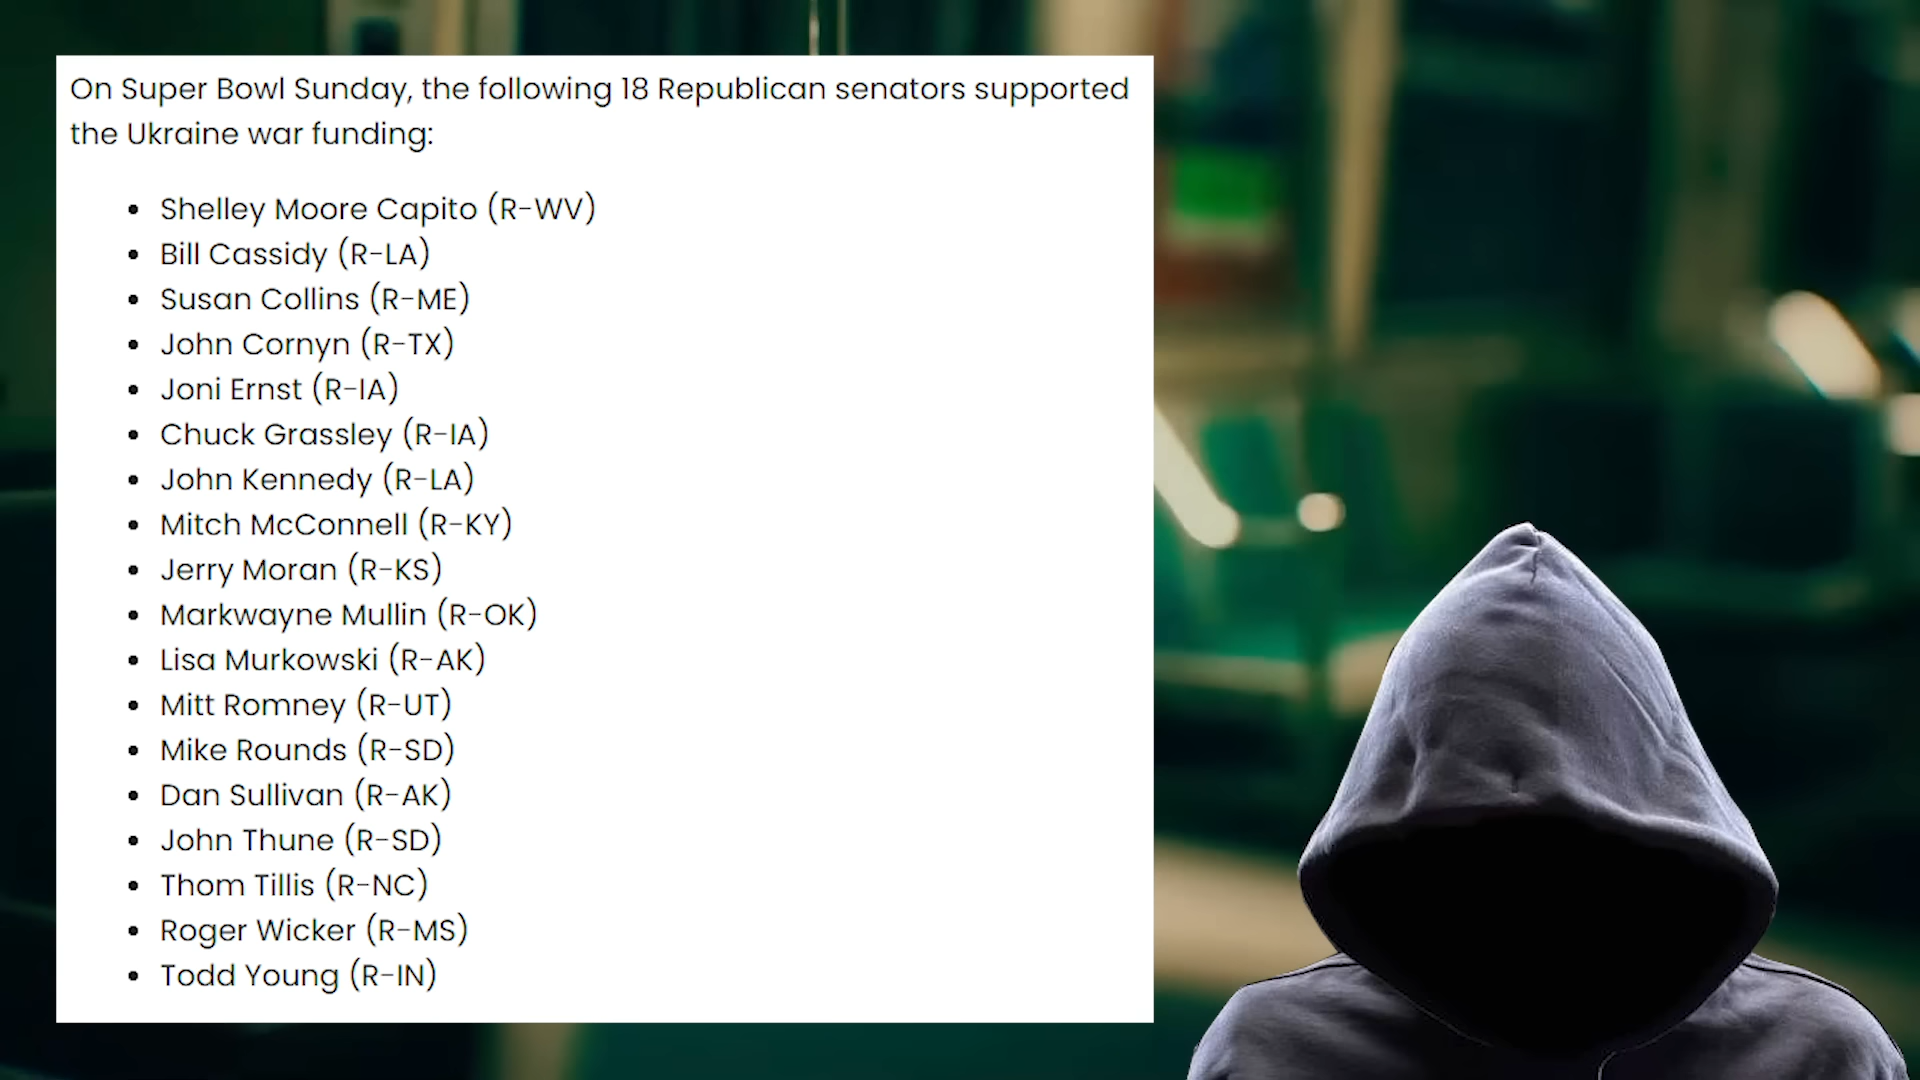 On Super Bowl Sunday, the following 18 Republican senators supported
the Ukraine war funding:
• Shelley Moore Capito (R-WV)
• Bill Cassidy (R-LA)
• Susan Collins (R-ME)
• John Cornyn (R-TX)
• Joni Ernst (R-IA)
• Chuck Grassley (R-IA)
• John Kennedy (R-LA)
• Mitch McConnell (R-KY)
• Jerry Moran (R-KS)
• Markwayne Mullin (R-OK)
• Lisa Murkowski (R-AK)
• Mitt Romney (R-UT)
• Mike Rounds (R-SD)
• Dan Sullivan (R-AK)
• John Thune (R-SD)
• Thom Tillis (R-NC)
• Roger Wicker (R-MS)
• Todd Young (R-IN)